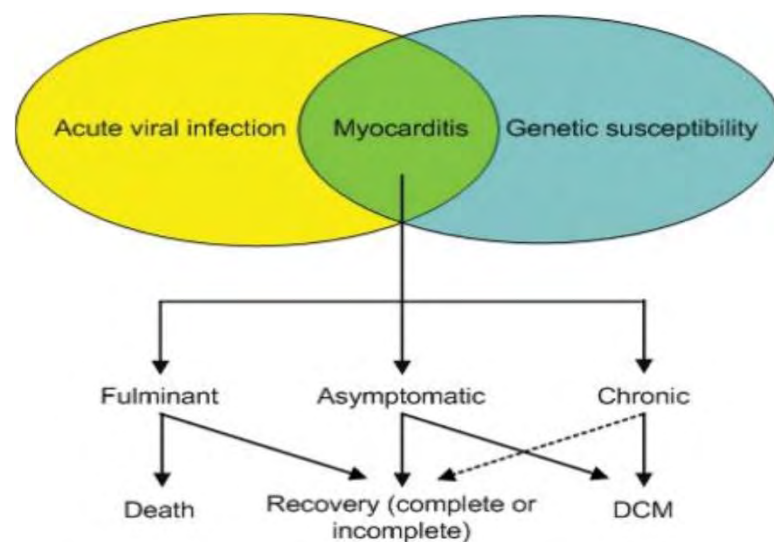 Acute viral infection
Myocarditis
Genetic susceptibility
Fulminant
Asymptomatic
Chronic
Death
Recovery (complete or
incomplete)
DCM